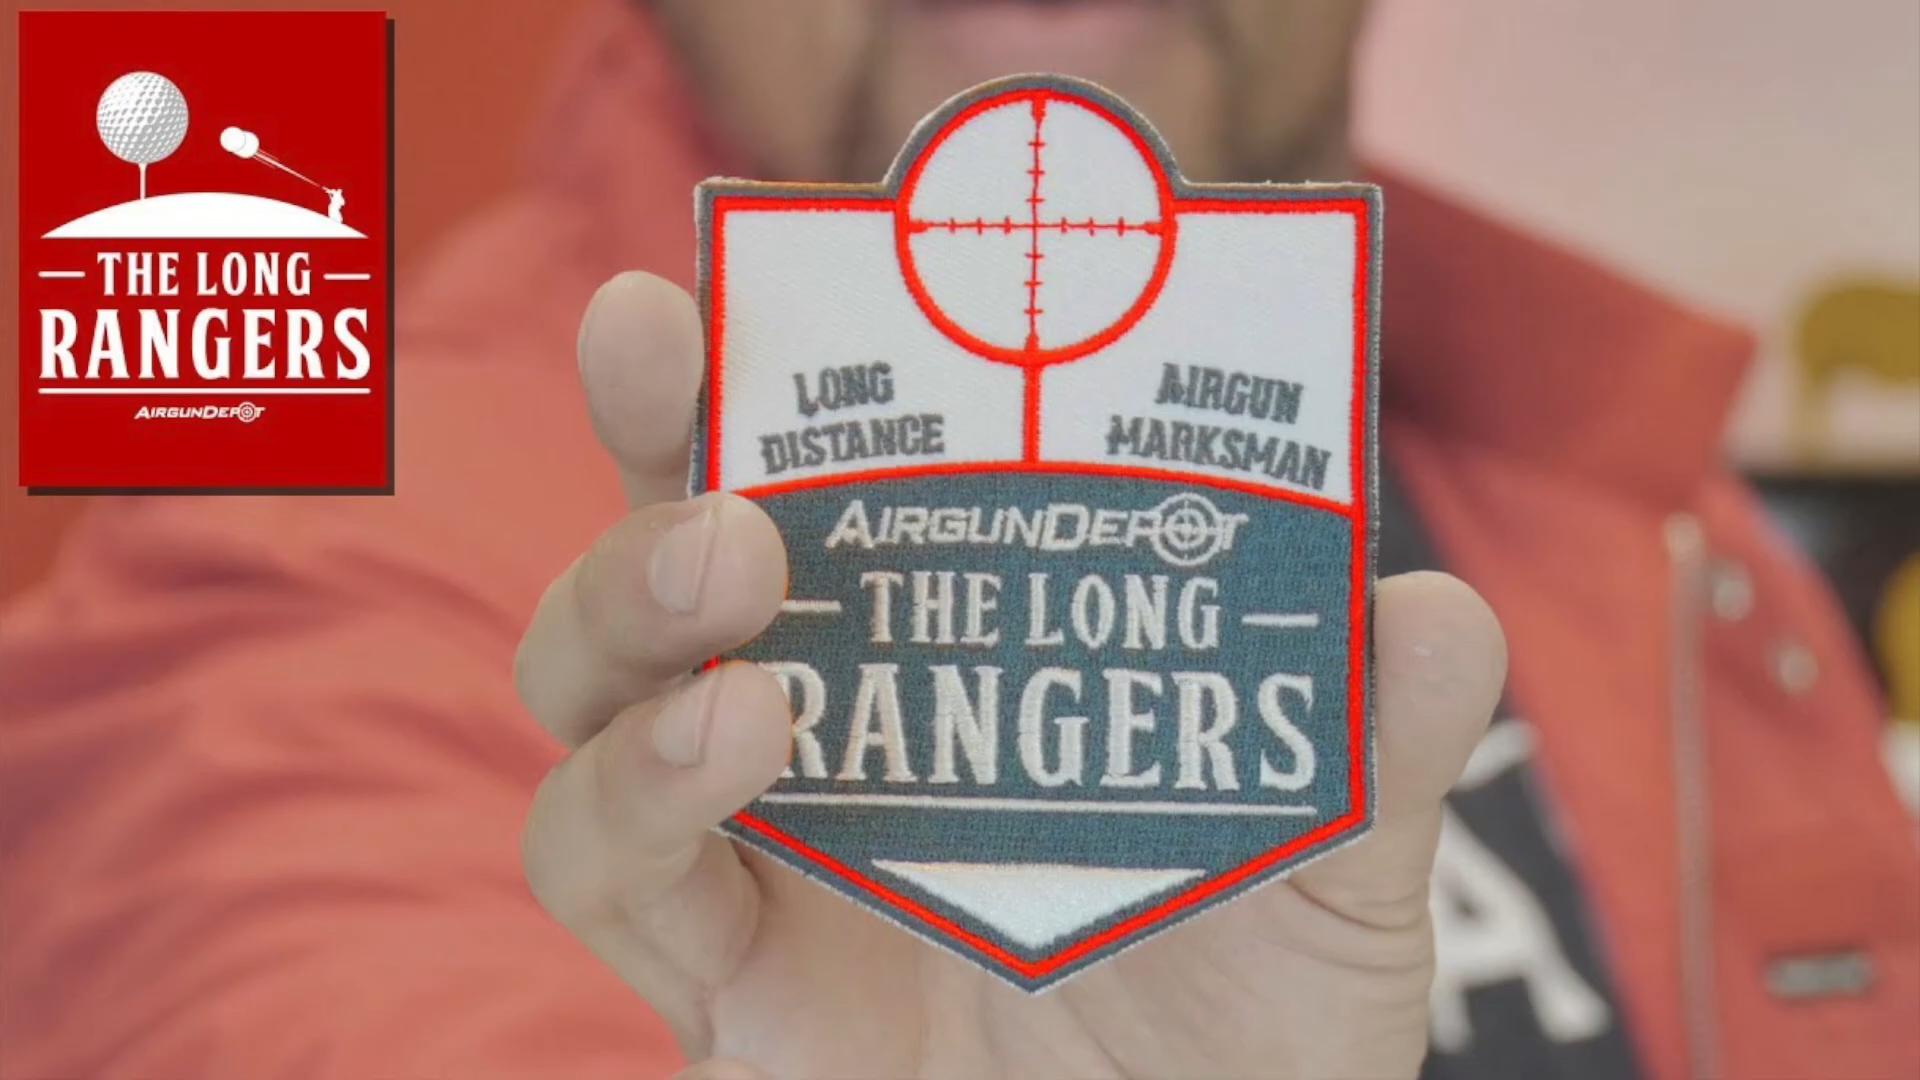 THE LONG
RANGERS
AIRGUNDEPOT
LONG
DISTANCE
AIRGUN
MARKSMAN
AIRGUNDEPOT
THE LONG
RANGERS
A